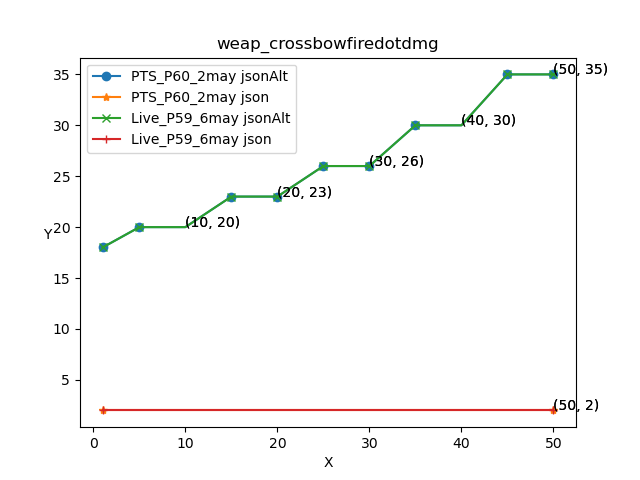 weap_crossbowfiredotdmg
PTS_P60_2may jsonAlt
PTS_P60_2may json
Live_P59_6may jsonAlt
Live_P59_6may json
(50, 35)
(40, 30)
(30, 26)
(20, 23)
(10, 20)
(50, 2)
35
30
25
20
15
10
5
Y
0
10
20
30
40
50
X